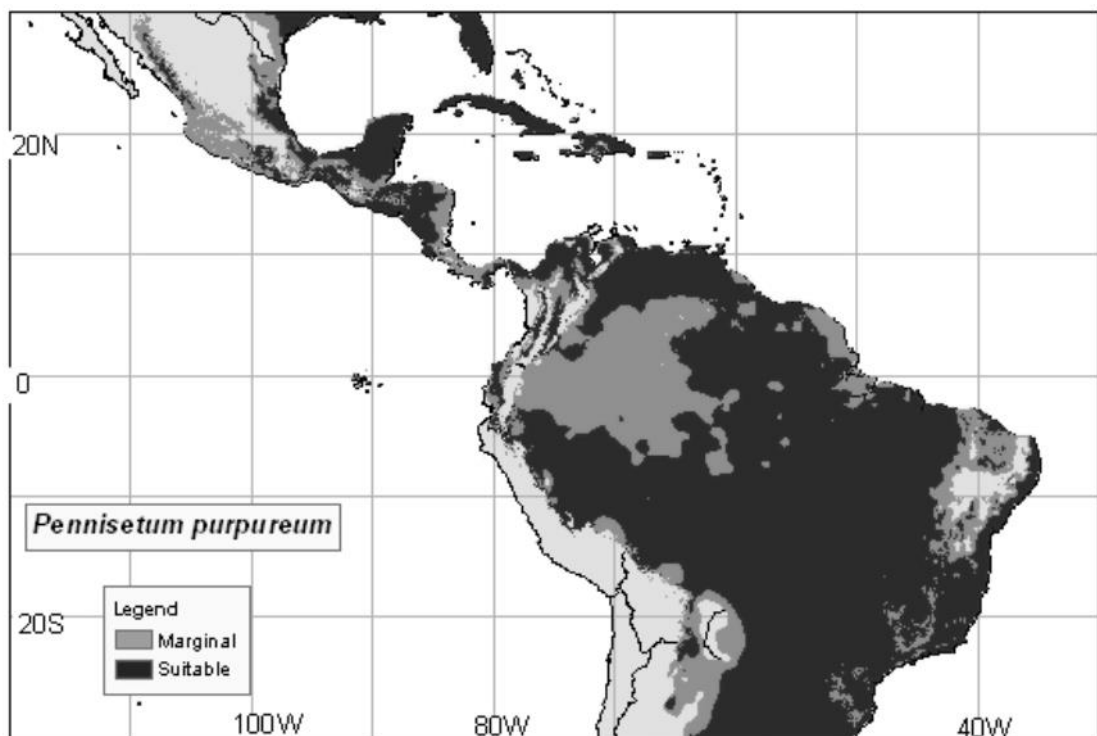 20N
0
Pennisetum purpureum
Legend
Marginal
Suitable
20S
100W
80W
40W